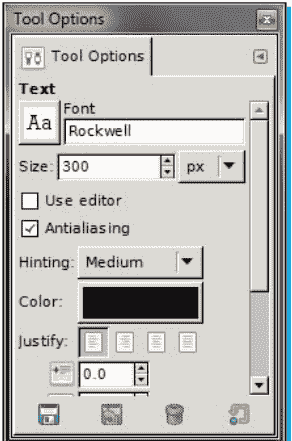 Tool Options
Tool Options
Text
Font
Aa
Rockwell
Size: 300 px
Use editor
Antialiasing
Hinting: Medium
Color:
Justify:
0.0